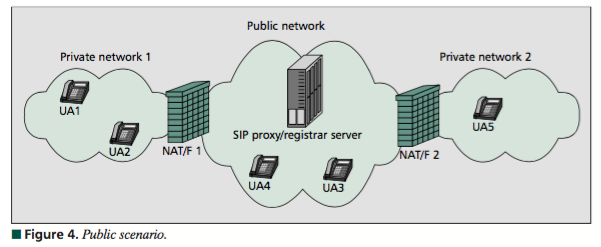 Public network
Private network 1
Private network 2
UA1
UA2
NAT/F 1
SIP proxy/registrar server
UA4
UA3
NAT/F 2
UA5
Figure 4. Public scenario.